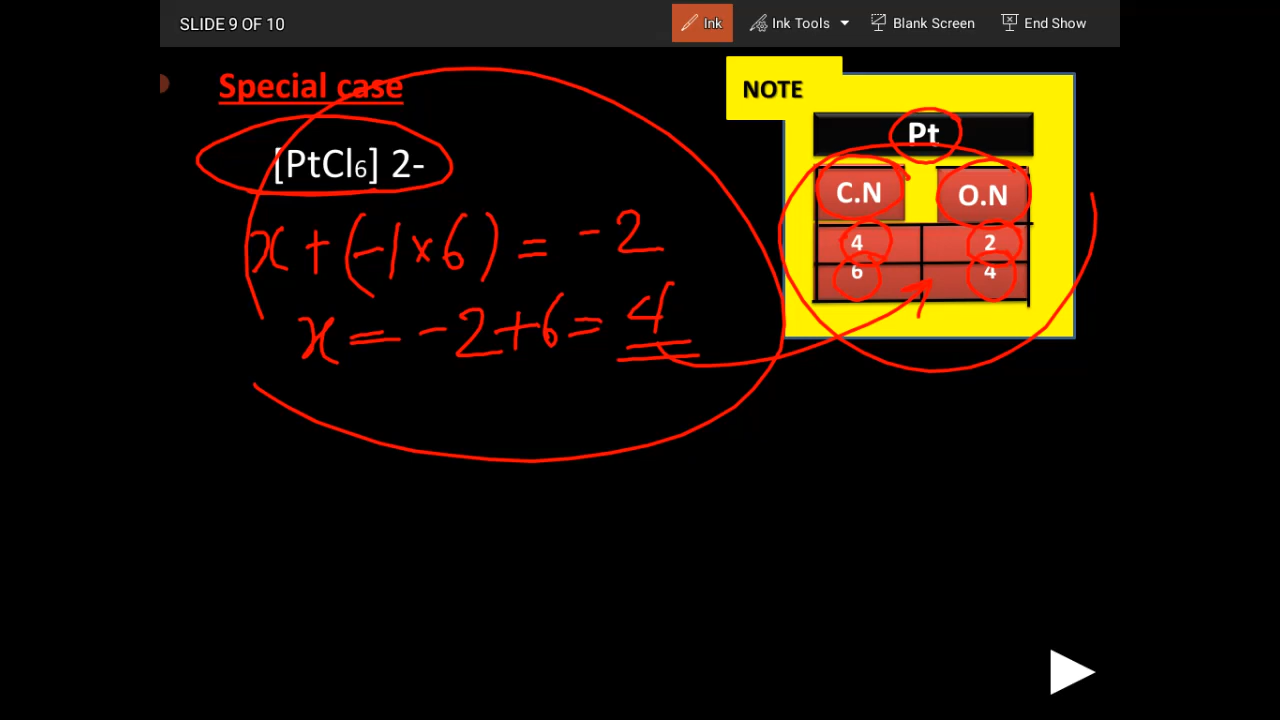 SLIDE 9 OF 10
Ink
Ink Tools
Blank Screen
End Show
Special case
[PtCl₆] 2-
x + (-1 × 6) = -2
x = -2 + 6 = 4
NOTE
Pt
C.N O.N
4 2
6 4